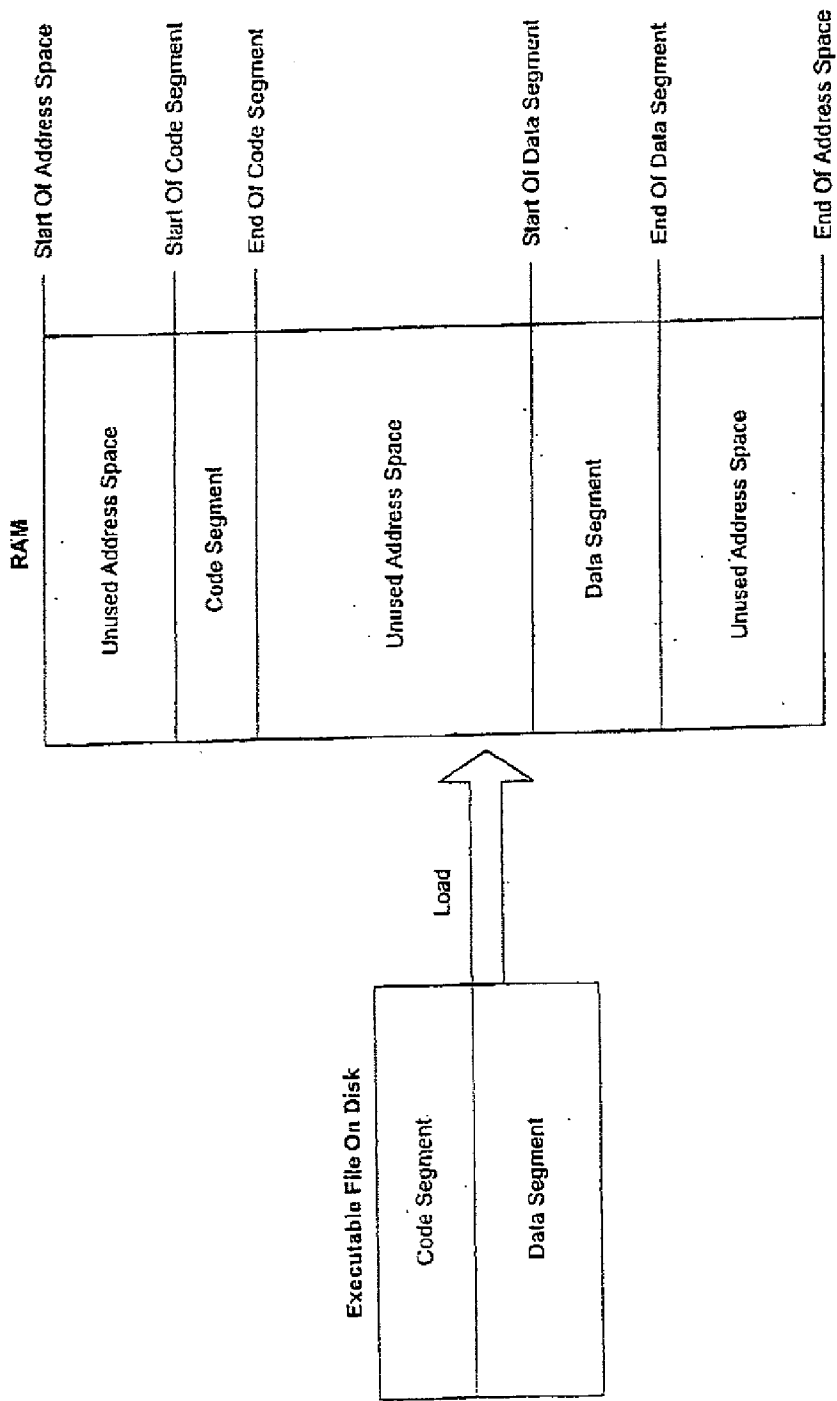 Executable File On Disk
Code Segment
Data Segment
Load
RAM
Unused Address Space
Code Segment
Unused Address Space
Data Segment
Unused Address Space
Start Of Address Space
Start Of Code Segment
End Of Code Segment
Start Of Data Segment
End Of Data Segment
End Of Address Space